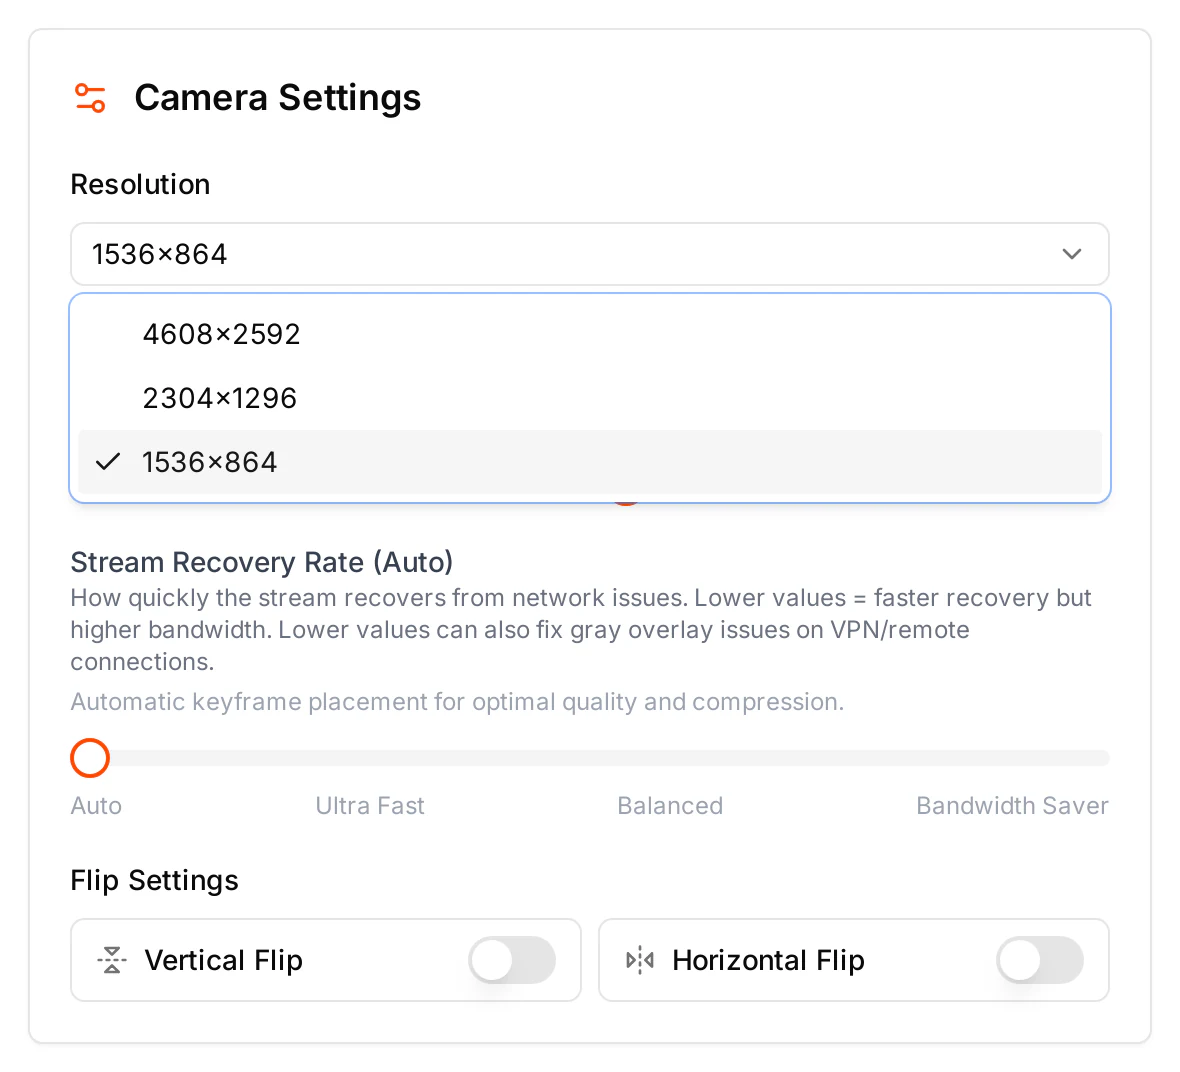 Camera Settings
Resolution
1536×864
4608×2592
2304×1296
1536×864
Stream Recovery Rate (Auto)
How quickly the stream recovers from network issues. Lower values = faster recovery but
higher bandwidth. Lower values can also fix gray overlay issues on VPN/remote
connections.
Automatic keyframe placement for optimal quality and compression.
Auto Ultra Fast Balanced Bandwidth Saver
Flip Settings
Vertical Flip Horizontal Flip